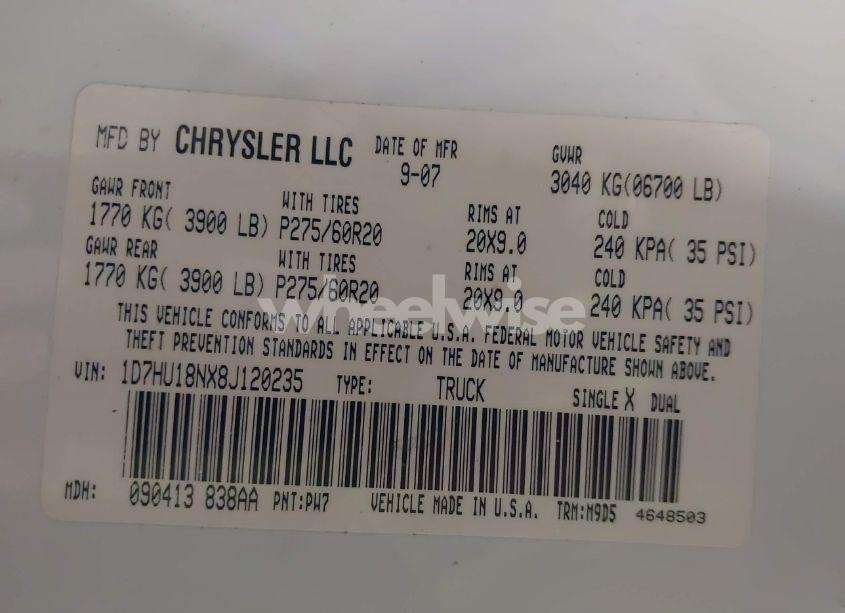 MFD BY CHRYSLER LLC DATE OF MFR 9-07 GVWR 3040 KG(06700 LB)
GAWR FRONT WITH TIRES RIMS AT COLD
1770 KG( 3900 LB) P275/60R20 20X9.0 240 KPA( 35 PSI)
GAWR REAR WITH TIRES RIMS AT COLD
1770 KG( 3900 LB) P275/60R20 20X9.0 240 KPA( 35 PSI)
wheelwise
THIS VEHICLE CONFORMS TO ALL APPLICABLE U.S.A. FEDERAL MOTOR VEHICLE SAFETY AND
THEFT PREVENTION STANDARDS IN EFFECT ON THE DATE OF MANUFACTURE SHOWN ABOVE.
VIN: 1D7HU18NX8J120235 TYPE: TRUCK SINGLE X DUAL
MDH: 090413 838AA PNT:PW7 VEHICLE MADE IN U.S.A. TRM:M9D5 4648503